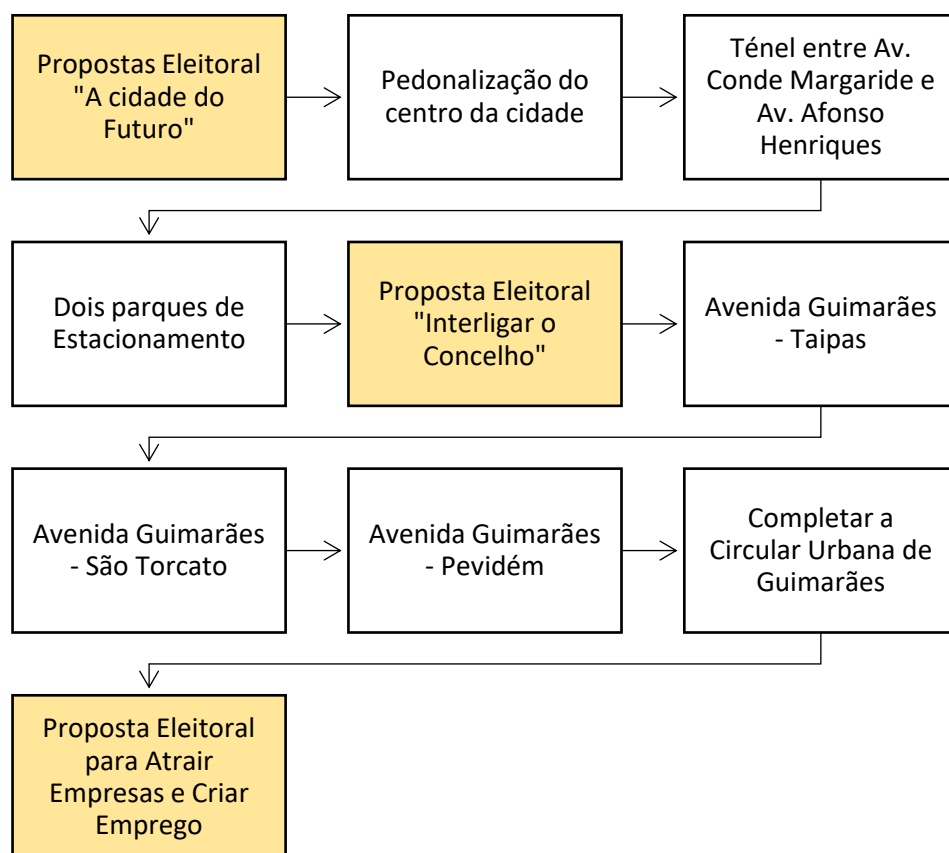 Propostas Eleitoral
"A cidade do
Futuro"
Pedonalização do
centro da cidade
Ténel entre Av.
Conde Margaride e
Av. Afonso
Henriques
Dois parques de
Estacionamento
Proposta Eleitoral
"Interligar o
Concelho"
Avenida Guimarães
- Taipas
Avenida Guimarães
- São Torcato
Avenida Guimarães
- Pevidém
Completar a
Circular Urbana de
Guimarães
Proposta Eleitoral
para Atrair
Empresas e Criar
Emprego